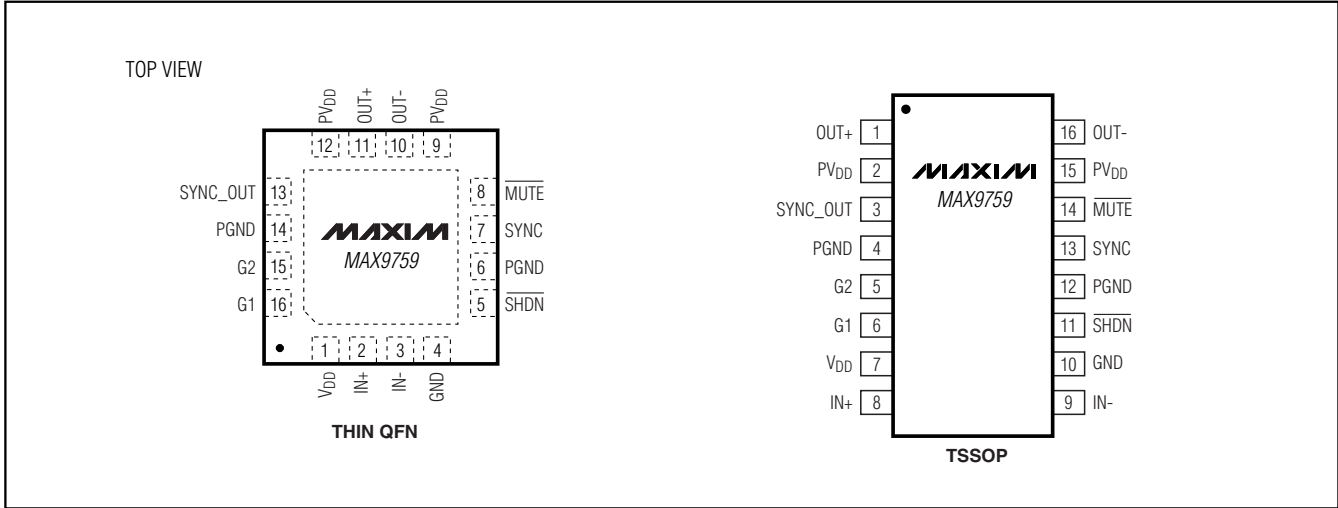 TOP VIEW
PVDD OUT+ OUT- PVDD
12 11 10 9
SYNC_OUT 13
PGND 14
G2 15
G1 16
8 MUTE
7 SYNC
6 PGND
5 SHDN
MAXIM
MAX9759
1 2 3 4
VDD IN+ IN- GND
THIN QFN
OUT+ 1
PVDD 2
SYNC_OUT 3
PGND 4
G2 5
G1 6
VDD 7
IN+ 8
MAXIM
MAX9759
16 OUT-
15 PVDD
14 MUTE
13 SYNC
12 PGND
11 SHDN
10 GND
9 IN-
TSSOP